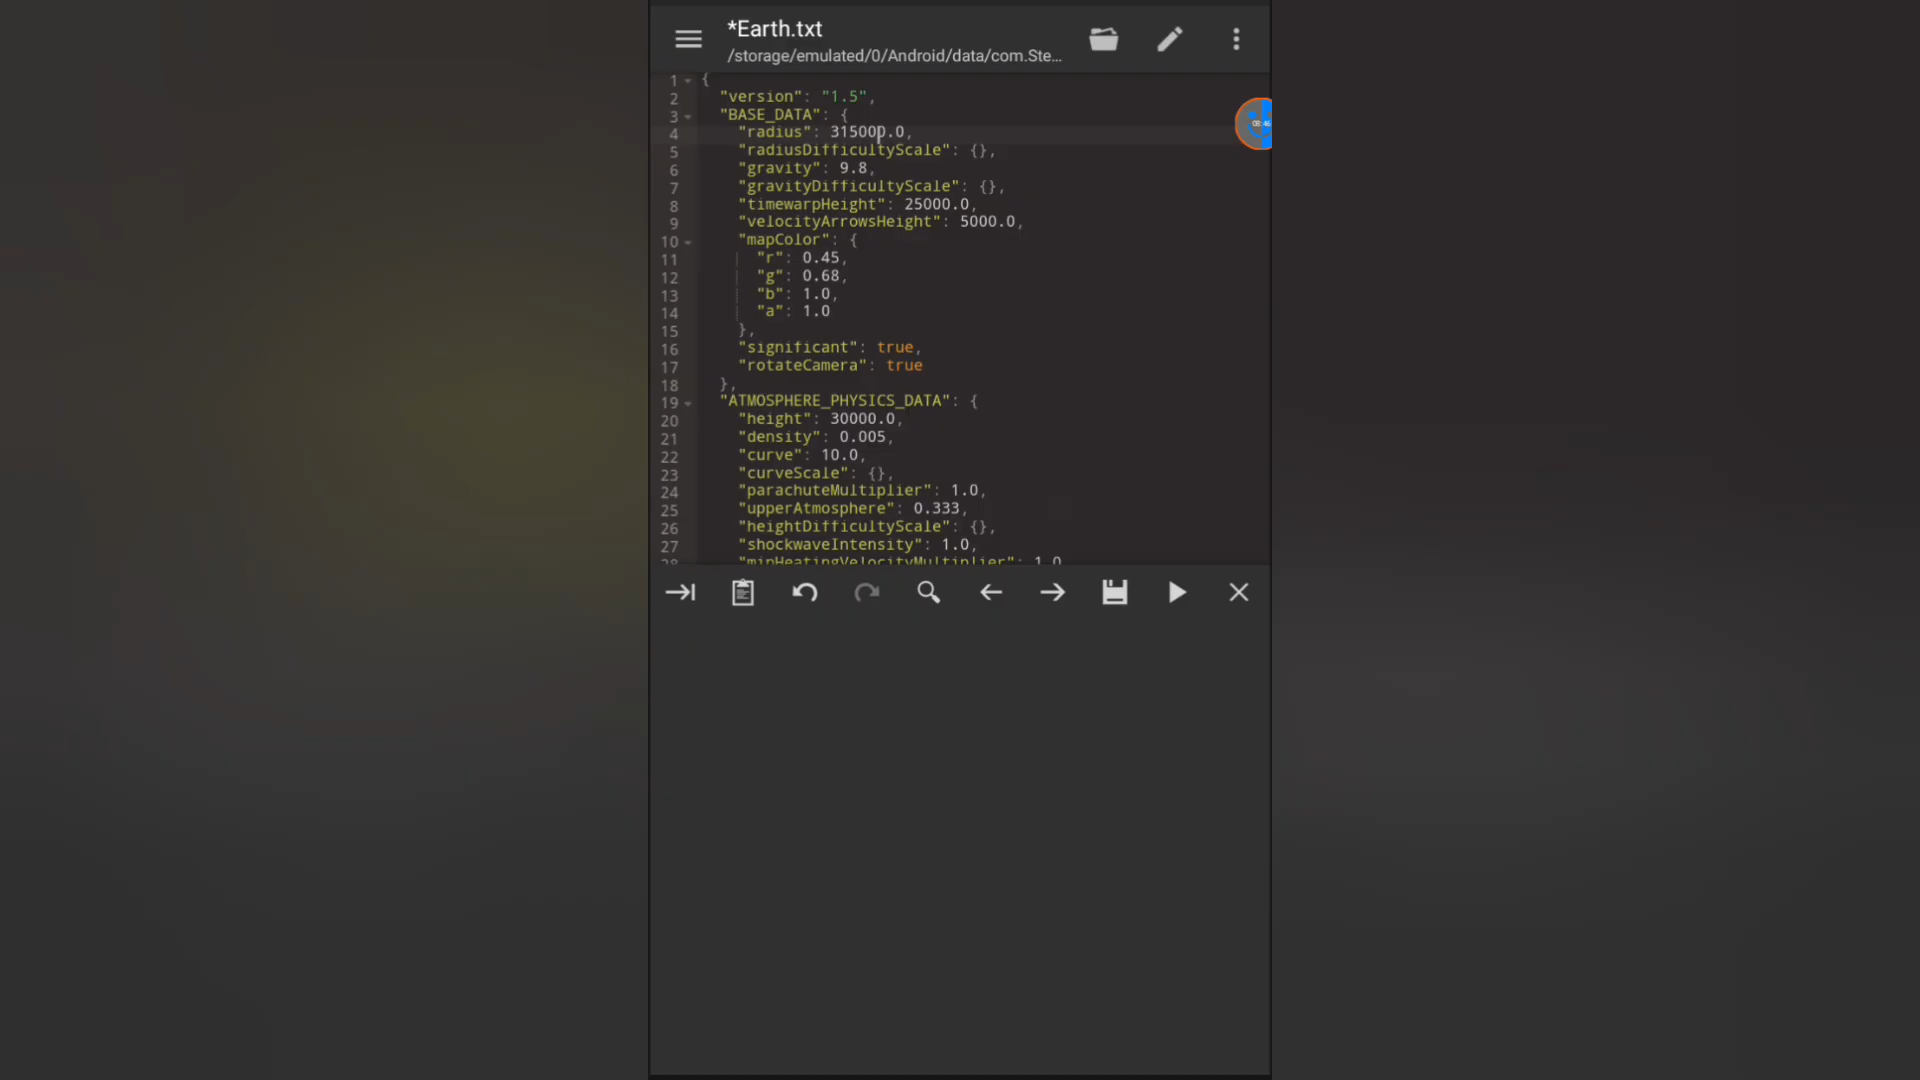 *Earth.txt
/storage/emulated/0/Android/data/com.Ste...
1 {
2 "version": "1.5",
3 "BASE_DATA": {
4 "radius": 315000.0,
5 "radiusDifficultyScale": {},
6 "gravity": 9.8,
7 "gravityDifficultyScale": {},
8 "timewarpHeight": 25000.0,
9 "velocityArrowsHeight": 5000.0,
10 "mapColor": {
11 "r": 0.45,
12 "g": 0.68,
13 "b": 1.0,
14 "a": 1.0
15 },
16 "significant": true,
17 "rotateCamera": true
18 },
19 "ATMOSPHERE_PHYSICS_DATA": {
20 "height": 30000.0,
21 "density": 0.005,
22 "curve": 10.0,
23 "curveScale": {},
24 "parachuteMultiplier": 1.0,
25 "upperAtmosphere": 0.333,
26 "heightDifficultyScale": {},
27 "shockwaveIntensity": 1.0,
28 "minHeatingVelocityMultiplier": 1.0